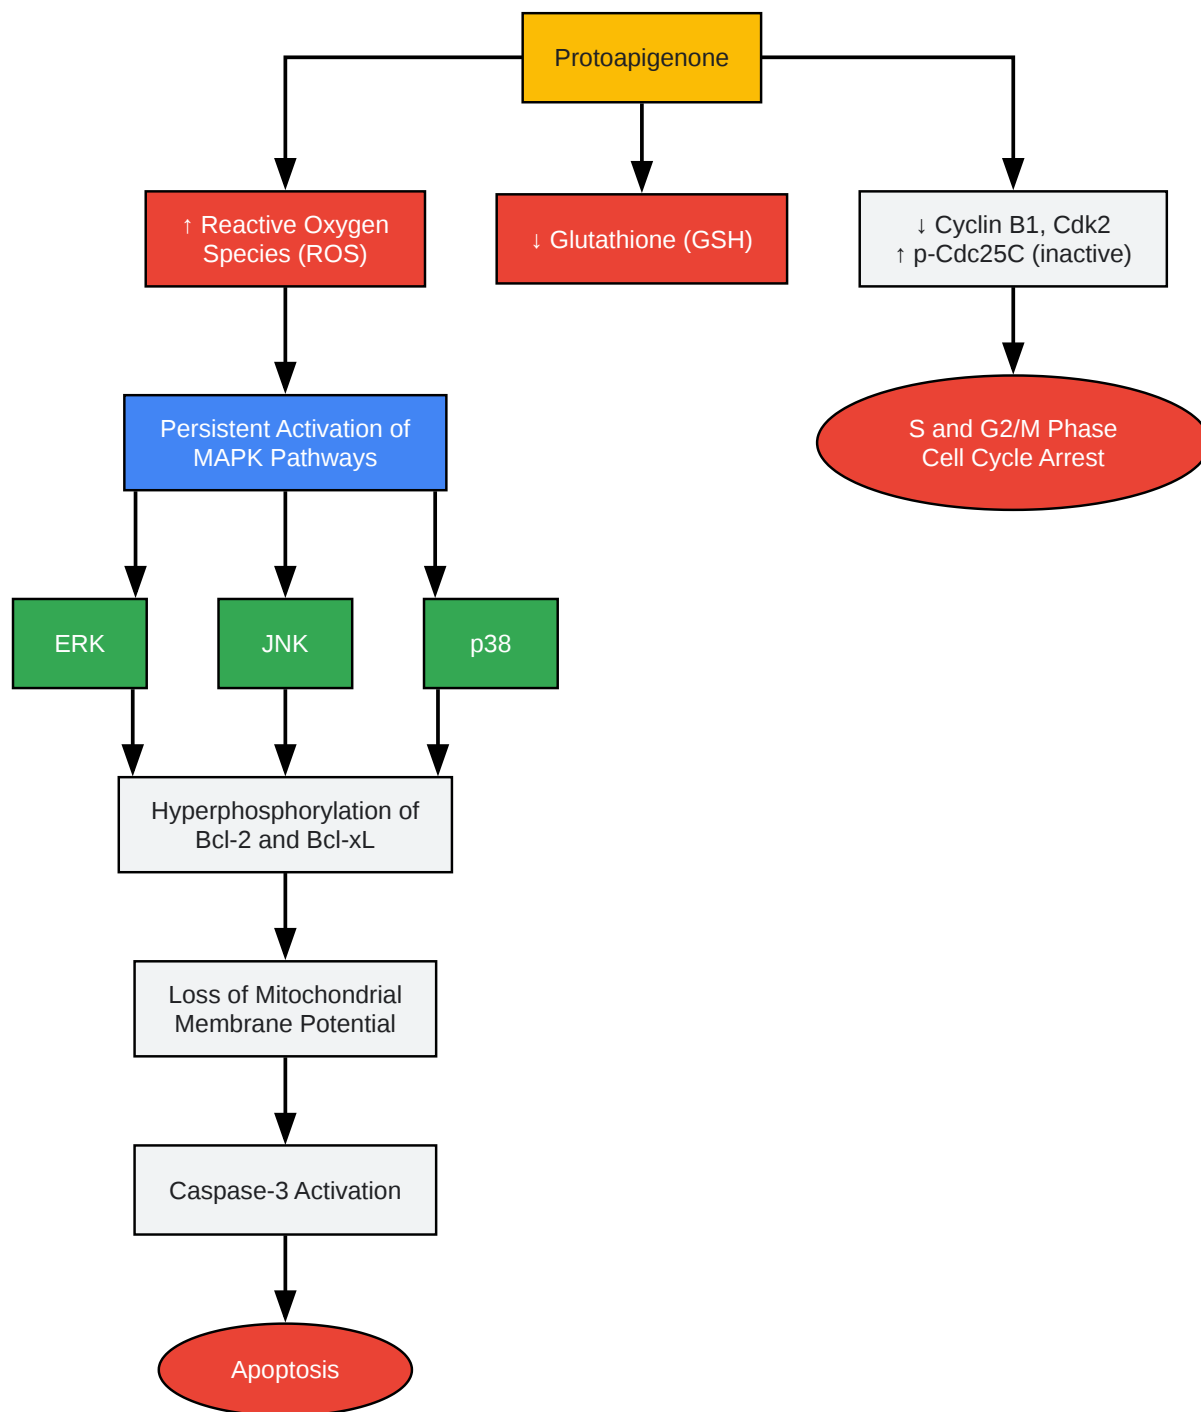 Protoapigenone
↑ Reactive Oxygen
Species (ROS)
↓ Glutathione (GSH)
↓ Cyclin B1, Cdk2
↑ p-Cdc25C (inactive)
Persistent Activation of
MAPK Pathways
S and G2/M Phase
Cell Cycle Arrest
ERK
JNK
p38
Hyperphosphorylation of
Bcl-2 and Bcl-xL
Loss of Mitochondrial
Membrane Potential
Caspase-3 Activation
Apoptosis